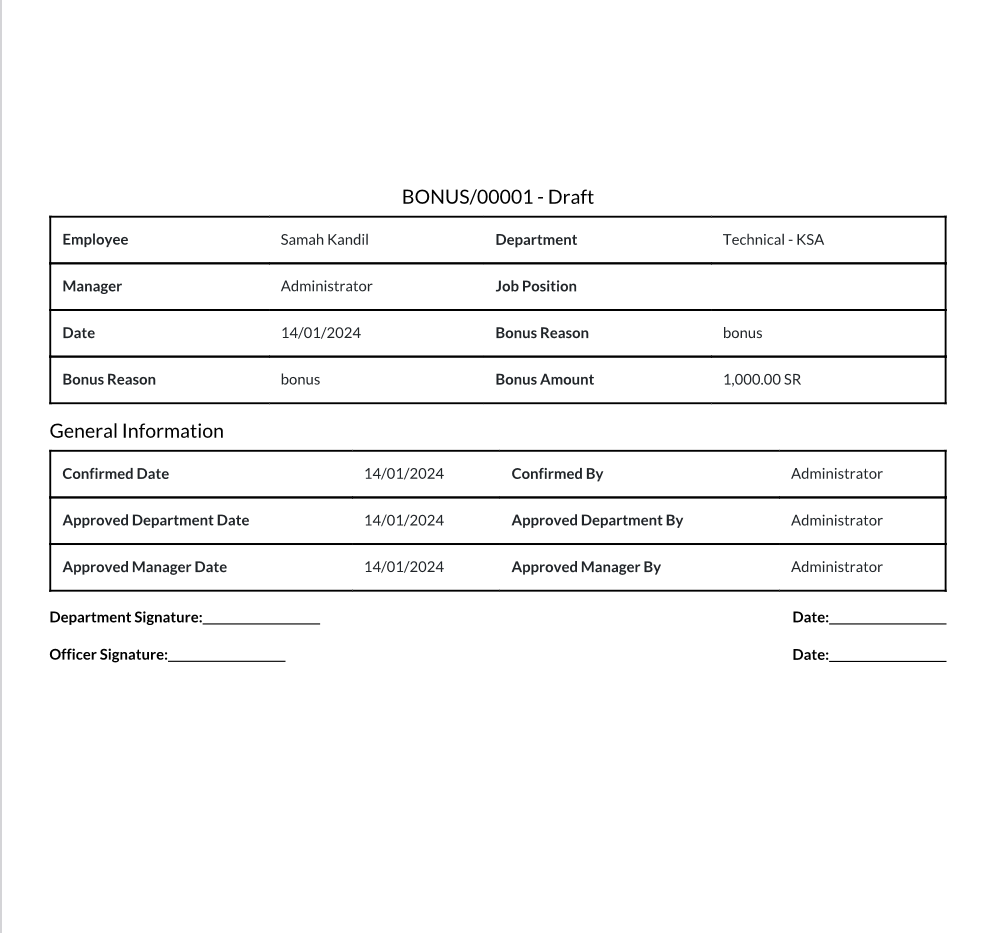 BONUS/00001 - Draft
Employee Samah Kandil Department Technical - KSA
Manager Administrator Job Position
Date 14/01/2024 Bonus Reason bonus
Bonus Reason bonus Bonus Amount 1,000.00 SR
General Information
Confirmed Date 14/01/2024 Confirmed By Administrator
Approved Department Date 14/01/2024 Approved Department By Administrator
Approved Manager Date 14/01/2024 Approved Manager By Administrator
Department Signature:_______________ Date:_______________
Officer Signature:_______________ Date:_______________